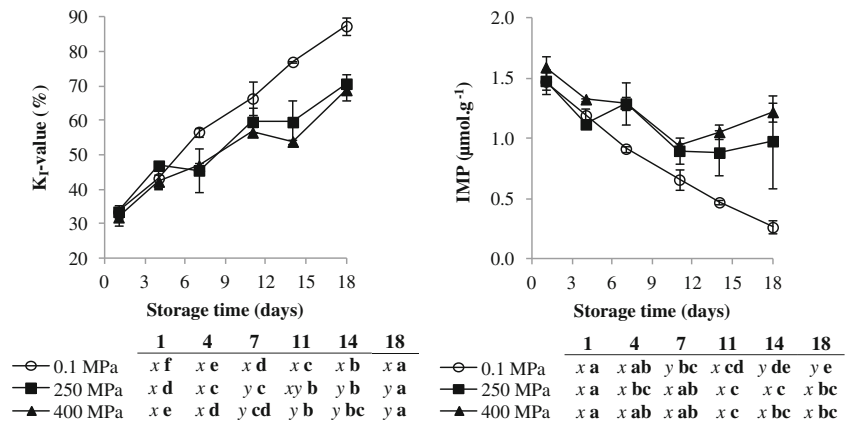 90
80
70
60
50
40
30
20
K_I-value (%)
0 3 6 9 12 15 18
Storage time (days)
1 4 7 11 14 18
0.1 MPa x f x e x d x c x b x a
250 MPa x d x c y c xy b y b y a
400 MPa x e x d y cd y b y bc y a
2.0
1.5
1.0
0.5
0.0
IMP (µmol.g⁻¹)
0 3 6 9 12 15 18
Storage time (days)
1 4 7 11 14 18
0.1 MPa x a x ab y bc x cd y de y e
250 MPa x a x bc x ab x c x c x bc
400 MPa x a x ab x ab x c x bc x bc